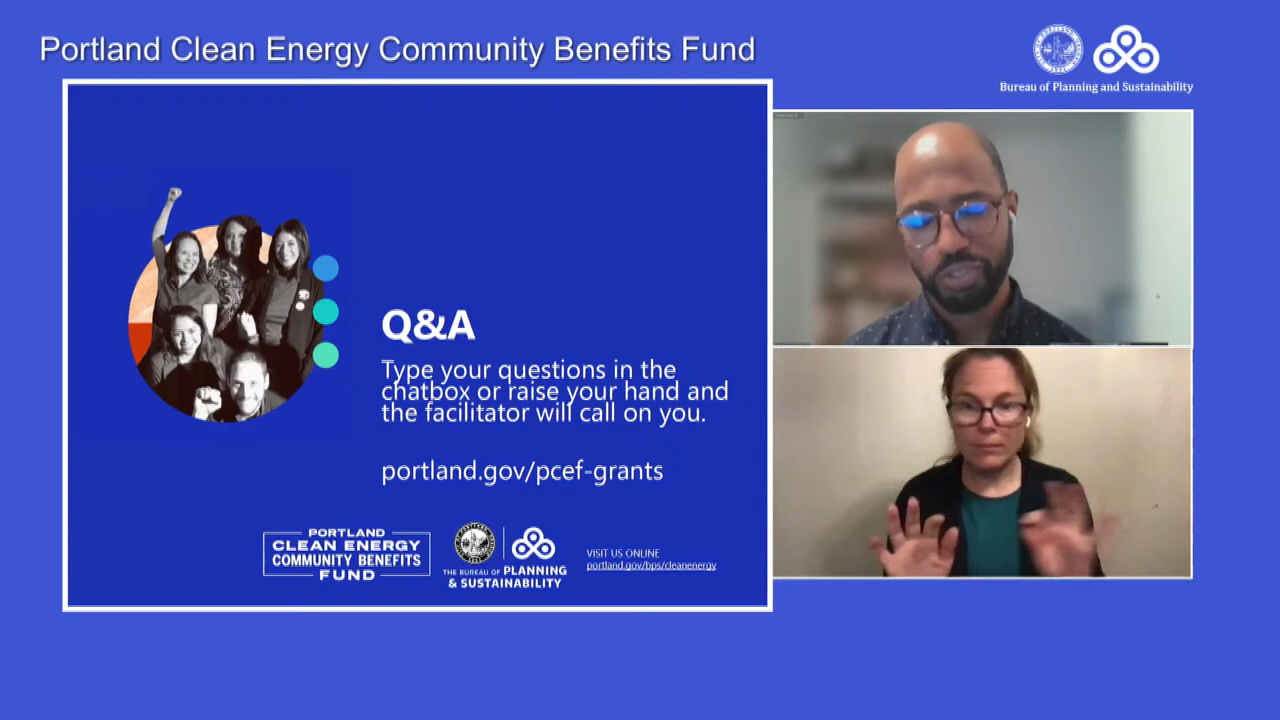 Portland Clean Energy Community Benefits Fund
Bureau of Planning and Sustainability
Q&A
Type your questions in the
chatbox or raise your hand and
the facilitator will call on you.
portland.gov/pcef-grants
PORTLAND
CLEAN ENERGY
COMMUNITY BENEFITS
FUND
THE BUREAU OF PLANNING
& SUSTAINABILITY
VISIT US ONLINE
portland.gov/bps/cleanenergy